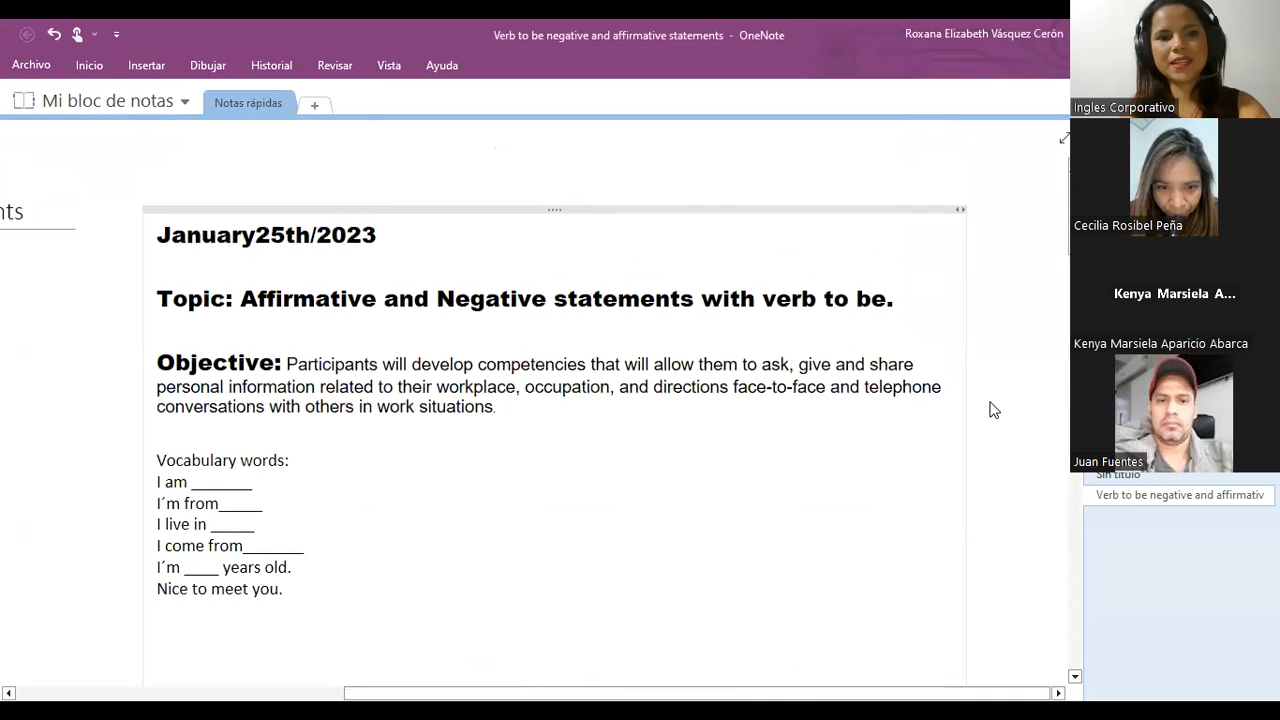 Verb to be negative and affirmative statements - OneNote
Roxana Elizabeth Vásquez Cerón
Archivo Inicio Insertar Dibujar Historial Revisar Vista Ayuda
Mi bloc de notas Notas rápidas +
nts
January25th/2023
Topic: Affirmative and Negative statements with verb to be.
Objective: Participants will develop competencies that will allow them to ask, give and share
personal information related to their workplace, occupation, and directions face-to-face and telephone
conversations with others in work situations.
Vocabulary words:
I am ________
I´m from_____
I live in _____
I come from_______
I´m ____ years old.
Nice to meet you.
Ingles Corporativo
Cecilia Rosibel Peña
Kenya Marsiela A...
Kenya Marsiela Aparicio Abarca
Juan Fuentes
Sin título
Verb to be negative and affirmativ